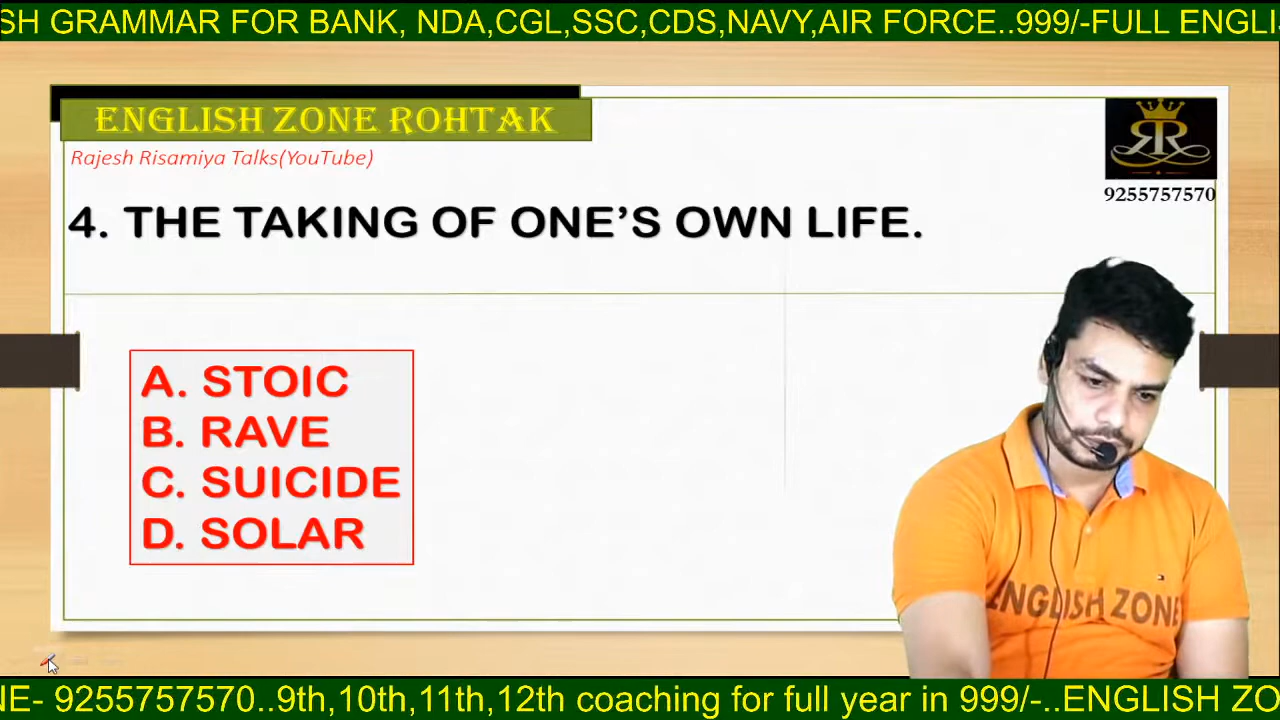 SH GRAMMAR FOR BANK, NDA,CGL,SSC,CDS,NAVY,AIR FORCE..999/-FULL ENGLI
ENGLISH ZONE ROHTAK
Rajesh Risamiya Talks(YouTube)
RR
9255757570
4. THE TAKING OF ONE’S OWN LIFE.
A. STOIC
B. RAVE
C. SUICIDE
D. SOLAR
ENGLISH ZONE
NE- 9255757570..9th,10th,11th,12th coaching for full year in 999/-..ENGLISH ZO